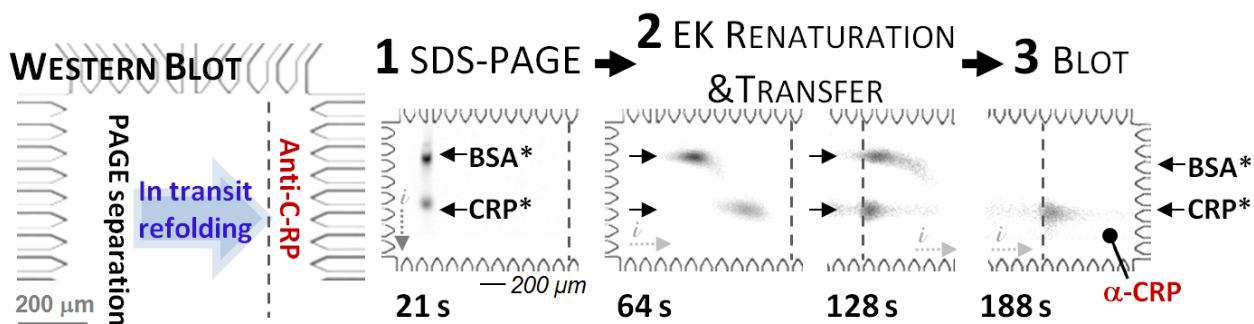 WESTERN BLOT
PAGE separation
In transit
refolding
Anti-C-RP
200 µm
1 SDS-PAGE
2 EK RENATURATION
&TRANSFER
3 BLOT
BSA*
CRP*
i
200 µm
21 s
i
64 s
i
128 s
i
188 s
BSA*
CRP*
α-CRP